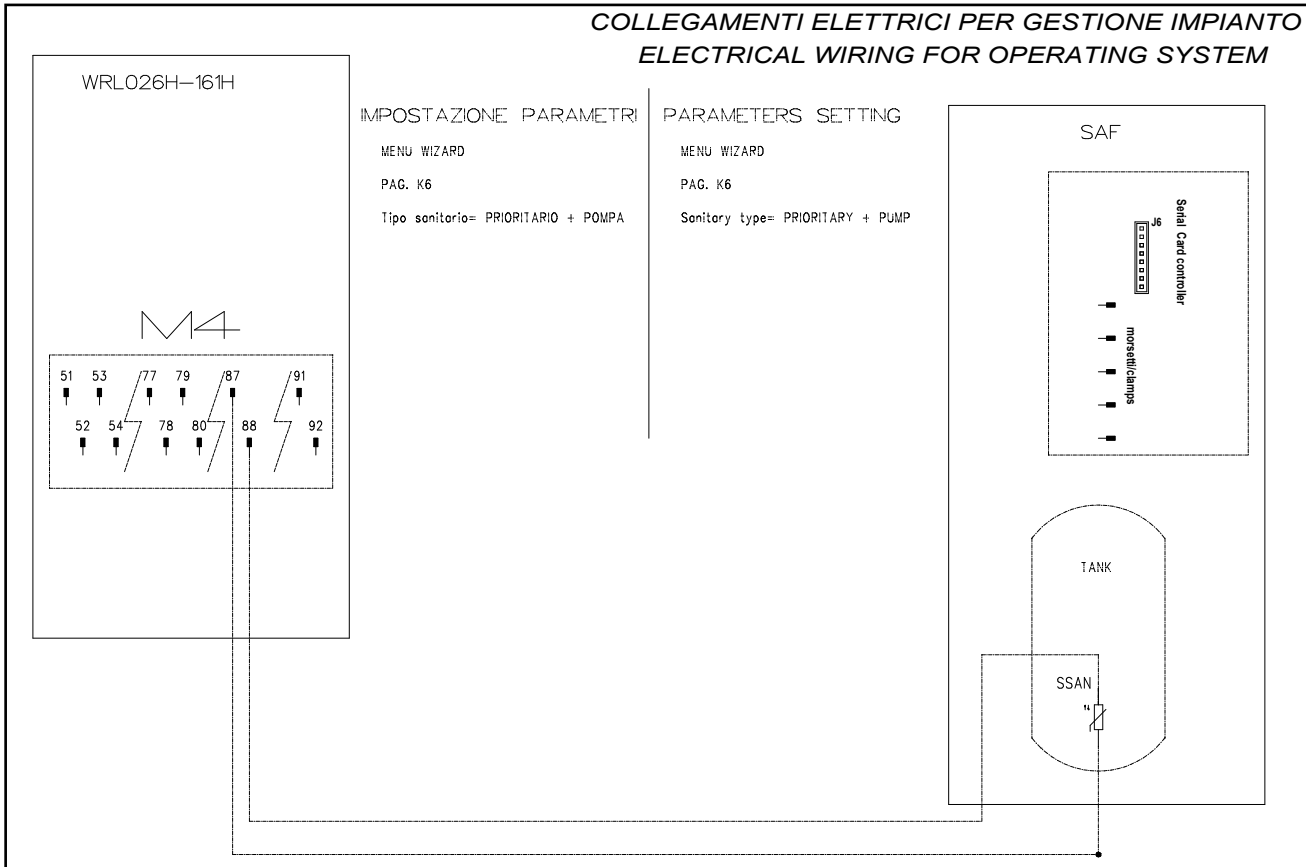 COLLEGAMENTI ELETTRICI PER GESTIONE IMPIANTO
ELECTRICAL WIRING FOR OPERATING SYSTEM
WRL026H-161H
IMPOSTAZIONE PARAMETRI
MENU WIZARD
PAG. K6
Tipo sanitario= PRIORITARIO + POMPA
PARAMETERS SETTING
MENU WIZARD
PAG. K6
Sanitary type= PRIORITARY + PUMP
SAF
J6
Serial Card controller
morsetti/clamps
M4
51 53 77 79 87 91
52 54 78 80 88 92
TANK
SSAN